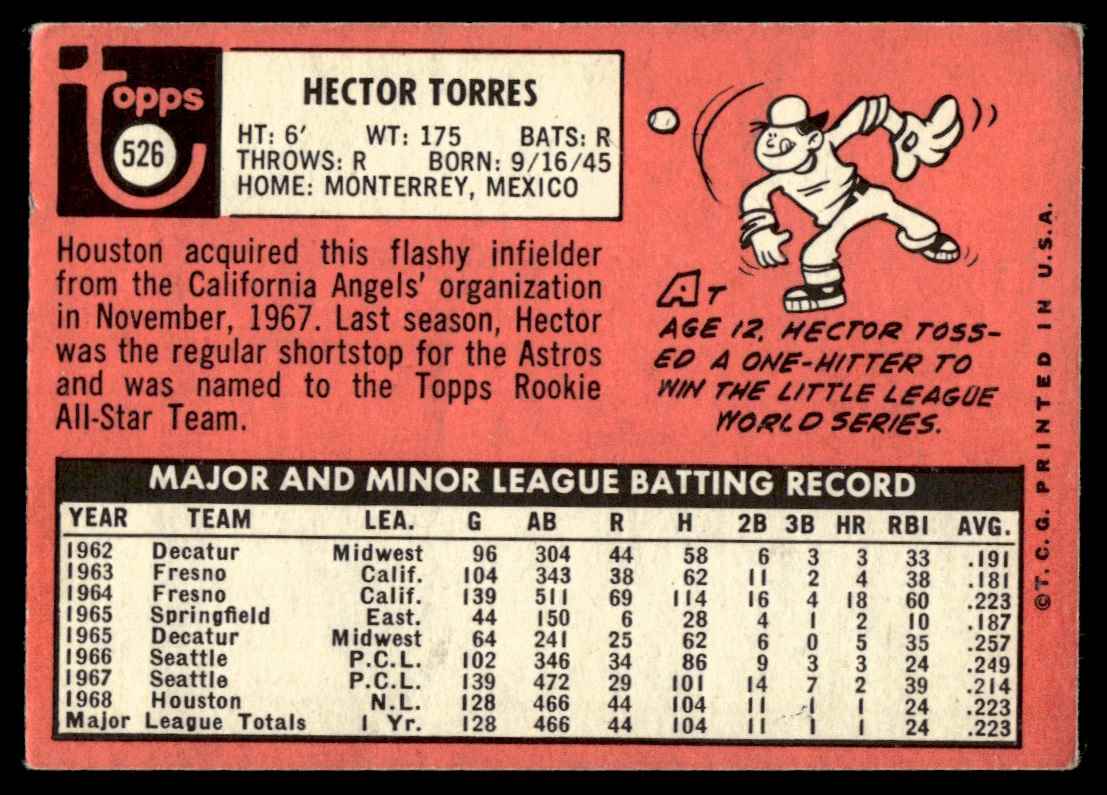 Topps
526
HECTOR TORRES
HT: 6' WT: 175 BATS: R
THROWS: R BORN: 9/16/45
HOME: MONTERREY, MEXICO
Houston acquired this flashy infielder
from the California Angels' organization
in November, 1967. Last season, Hector
was the regular shortstop for the Astros
and was named to the Topps Rookie
All-Star Team.
AT
AGE 12, HECTOR TOSS-
ED A ONE-HITTER TO
WIN THE LITTLE LEAGUE
WORLD SERIES.
©T. C. G. PRINTED IN U.S.A.
MAJOR AND MINOR LEAGUE BATTING RECORD
YEAR TEAM LEA. G AB R H 2B 3B HR RBI AVG.
1962 Decatur Midwest 96 304 44 58 6 3 3 33 .191
1963 Fresno Calif. 104 343 38 62 11 2 4 38 .181
1964 Fresno Calif. 139 511 69 114 16 4 18 60 .223
1965 Springfield East. 44 150 6 28 4 1 2 10 .187
1965 Decatur Midwest 64 241 25 62 6 0 5 35 .257
1966 Seattle P.C.L. 102 346 34 86 9 3 3 24 .249
1967 Seattle P.C.L. 139 472 29 101 14 7 2 39 .214
1968 Houston N.L. 128 466 44 104 11 1 1 24 .223
Major League Totals 1 Yr. 128 466 44 104 11 1 1 24 .223